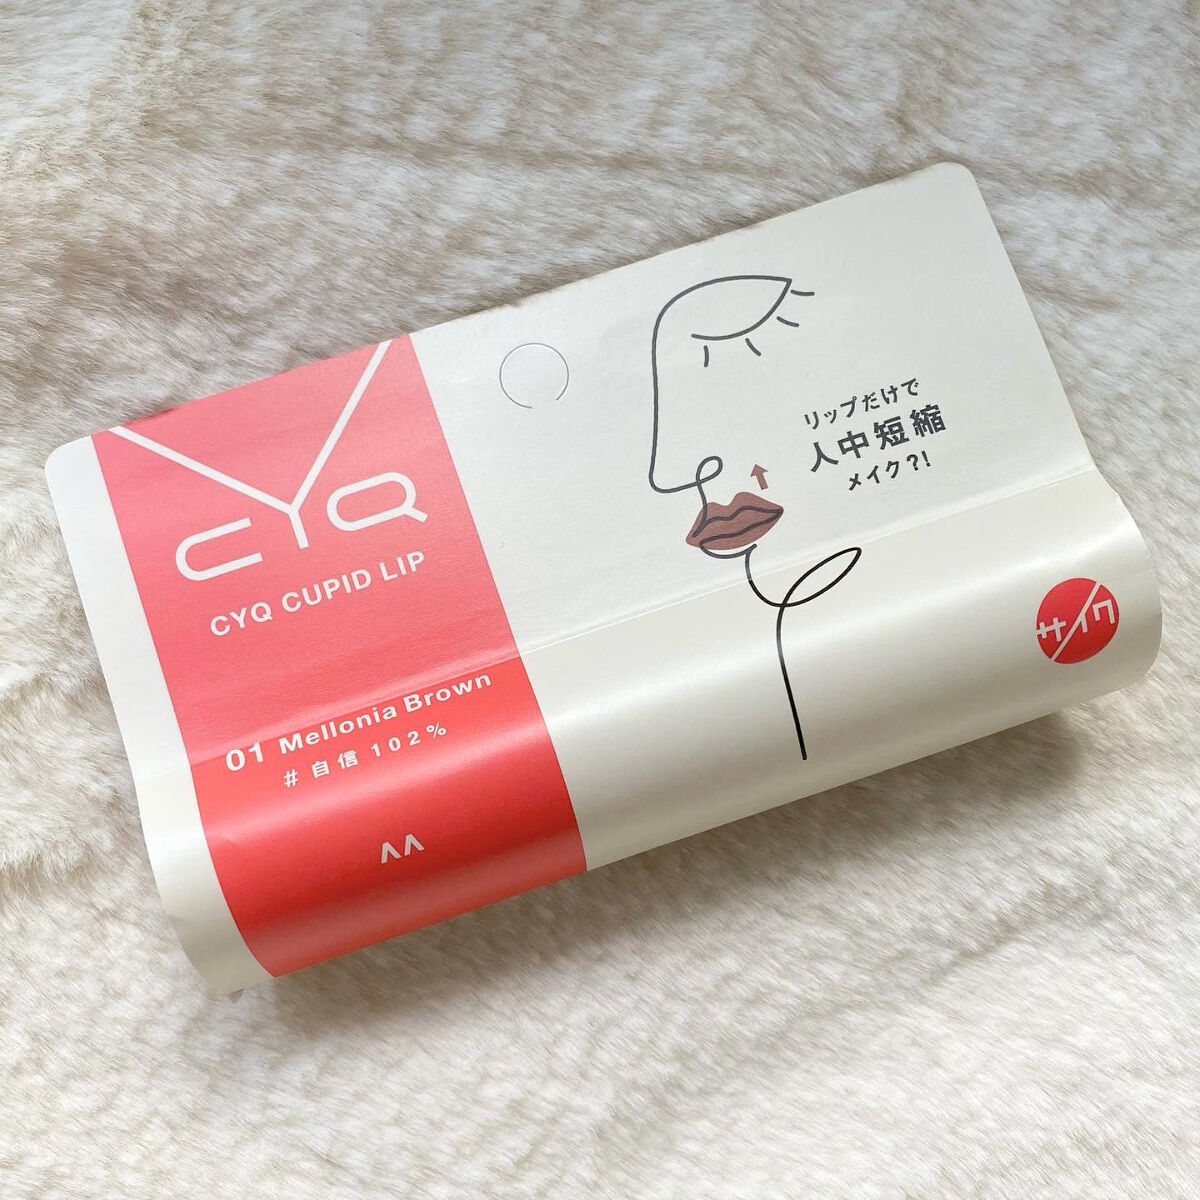 CYQ
CYQ CUPID LIP
01 Mellonia Brown
# 自信 102%
リップだけで
人中短縮
メイク?!
サイク